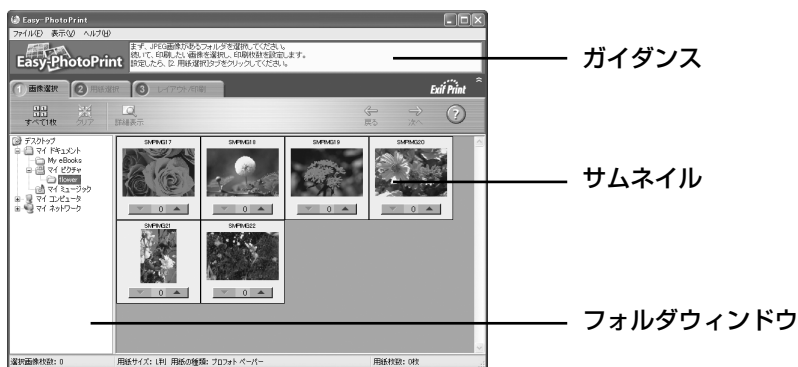 Easy-PhotoPrint
ファイル(F) 表示(V) ヘルプ(H)
Easy-PhotoPrint
まず、JPEG画像があるフォルダを選択してください。
続いて、印刷したい画像を選択し、印刷枚数を設定します。
設定したら、[2. 用紙選択]タブをクリックしてください。
ガイダンス
1 画像選択 2 用紙選択 3 レイアウト/印刷
Exif Print
すべて1枚 クリア 詳細表示 戻る 次へ ?
デスクトップ
マイ ドキュメント
My eBooks
マイ ピクチャ
flower
マイ ミュージック
マイ コンピュータ
マイ ネットワーク
SMPIMG17 SMPIMG18 SMPIMG19 SMPIMG20
サムネイル
0 0 0 0
SMPIMG21 SMPIMG22
0 0
フォルダウィンドウ
選択画像枚数: 0 用紙サイズ: L判 用紙の種類: プロフォト ペーパー 用紙枚数: 0枚